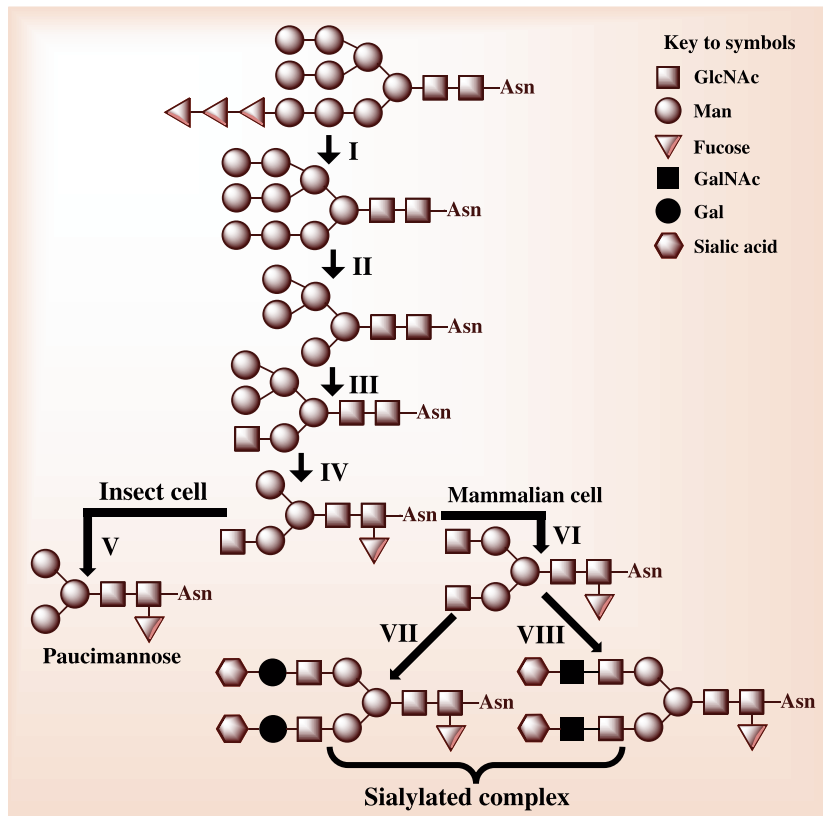 Key to symbols
GlcNAc
Man
Fucose
GalNAc
Gal
Sialic acid
Asn
I
Asn
II
Asn
III
Asn
IV
Insect cell
Mammalian cell
Asn
V
VI
Asn
Asn
Paucimannose
VII
VIII
Asn
Asn
Sialylated complex